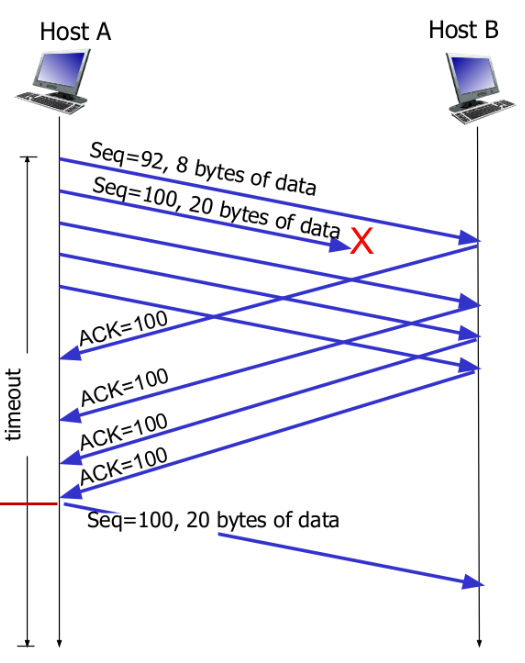 Host A
Host B
Seq=92, 8 bytes of data
Seq=100, 20 bytes of data
X
ACK=100
ACK=100
ACK=100
ACK=100
timeout
Seq=100, 20 bytes of data